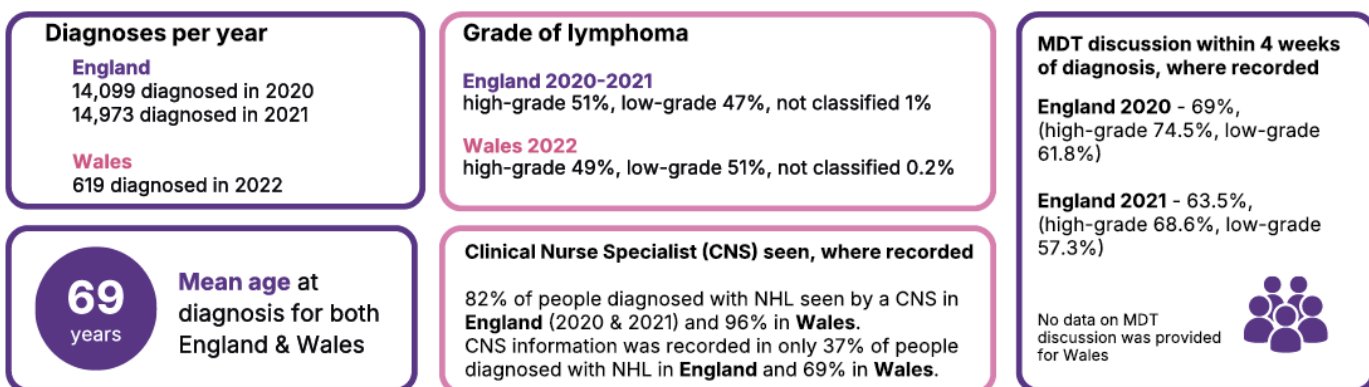 Diagnoses per year
England
14,099 diagnosed in 2020
14,973 diagnosed in 2021
Wales
619 diagnosed in 2022
Grade of lymphoma
England 2020-2021
high-grade 51%, low-grade 47%, not classified 1%
Wales 2022
high-grade 49%, low-grade 51%, not classified 0.2%
MDT discussion within 4 weeks
of diagnosis, where recorded
England 2020 - 69%,
(high-grade 74.5%, low-grade
61.8%)
England 2021 - 63.5%,
(high-grade 68.6%, low-grade
57.3%)
No data on MDT
discussion was provided
for Wales
69
years
Mean age at
diagnosis for both
England & Wales
Clinical Nurse Specialist (CNS) seen, where recorded
82% of people diagnosed with NHL seen by a CNS in
England (2020 & 2021) and 96% in Wales.
CNS information was recorded in only 37% of people
diagnosed with NHL in England and 69% in Wales.